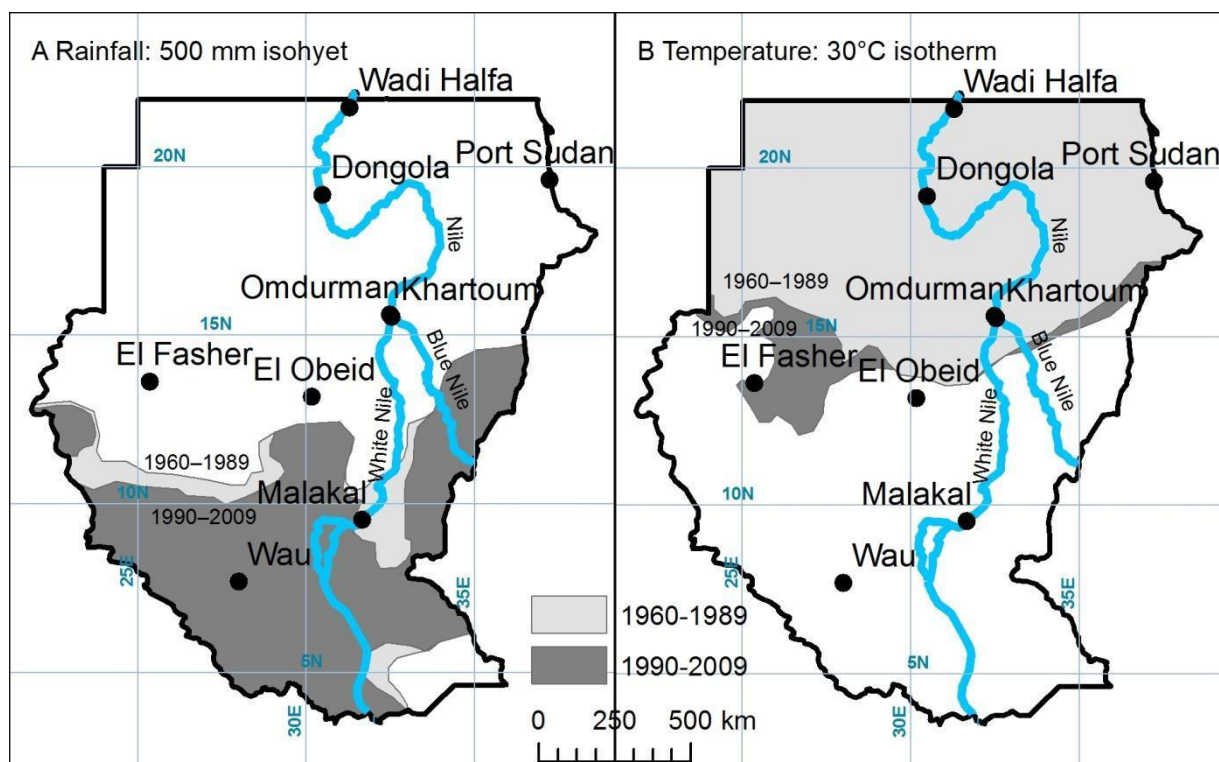 A Rainfall: 500 mm isohyet
Wadi Halfa
20N
Dongola
Port Sudan
Nile
Omdurman
Khartoum
15N
El Fasher
El Obeid
Blue Nile
White Nile
1960–1989
10N
Malakal
1990–2009
Wau
25E
35E
1960-1989
5N
1990-2009
30E
0 250 500 km
B Temperature: 30°C isotherm
Wadi Halfa
20N
Dongola
Port Sudan
Nile
1960–1989
Omdurman
Khartoum
1990–2009
15N
El Fasher
El Obeid
Blue Nile
White Nile
10N
Malakal
Wau
25E
35E
5N
30E